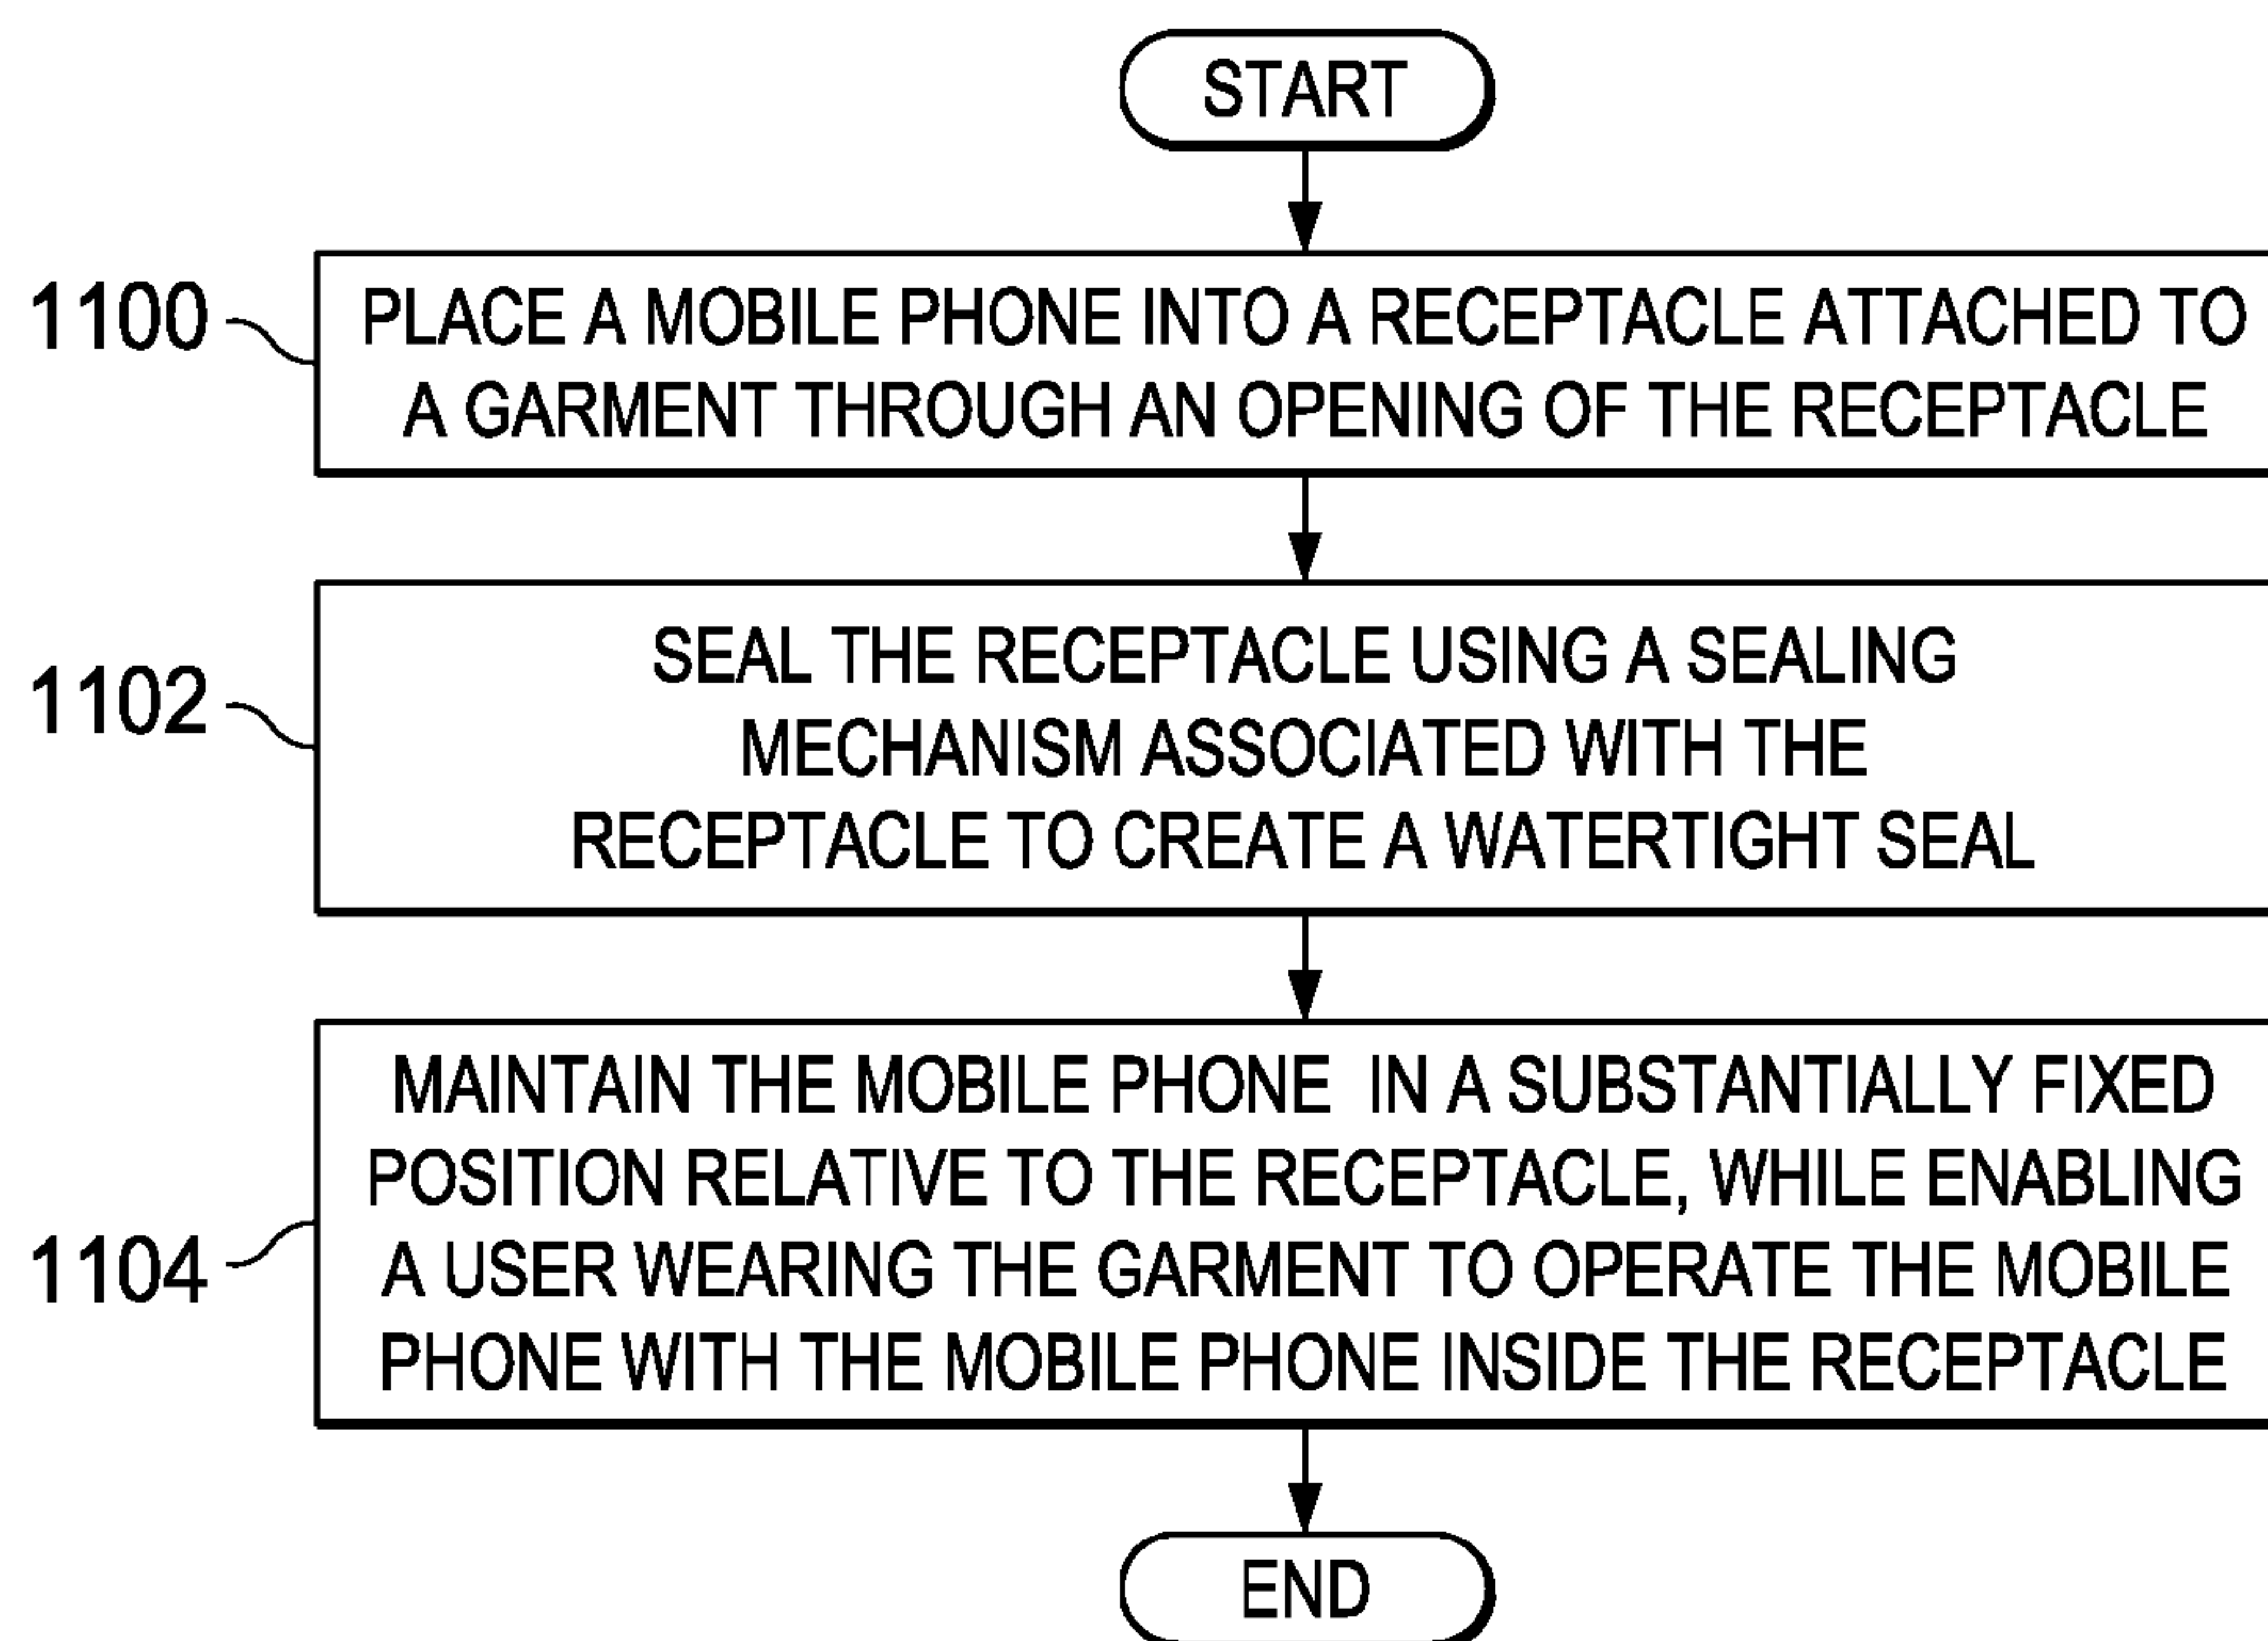 START
1100
PLACE A MOBILE PHONE INTO A RECEPTACLE ATTACHED TO
A GARMENT THROUGH AN OPENING OF THE RECEPTACLE
1102
SEAL THE RECEPTACLE USING A SEALING
MECHANISM ASSOCIATED WITH THE
RECEPTACLE TO CREATE A WATERTIGHT SEAL
1104
MAINTAIN THE MOBILE PHONE IN A SUBSTANTIALLY FIXED
POSITION RELATIVE TO THE RECEPTACLE, WHILE ENABLING
A USER WEARING THE GARMENT TO OPERATE THE MOBILE
PHONE WITH THE MOBILE PHONE INSIDE THE RECEPTACLE
END